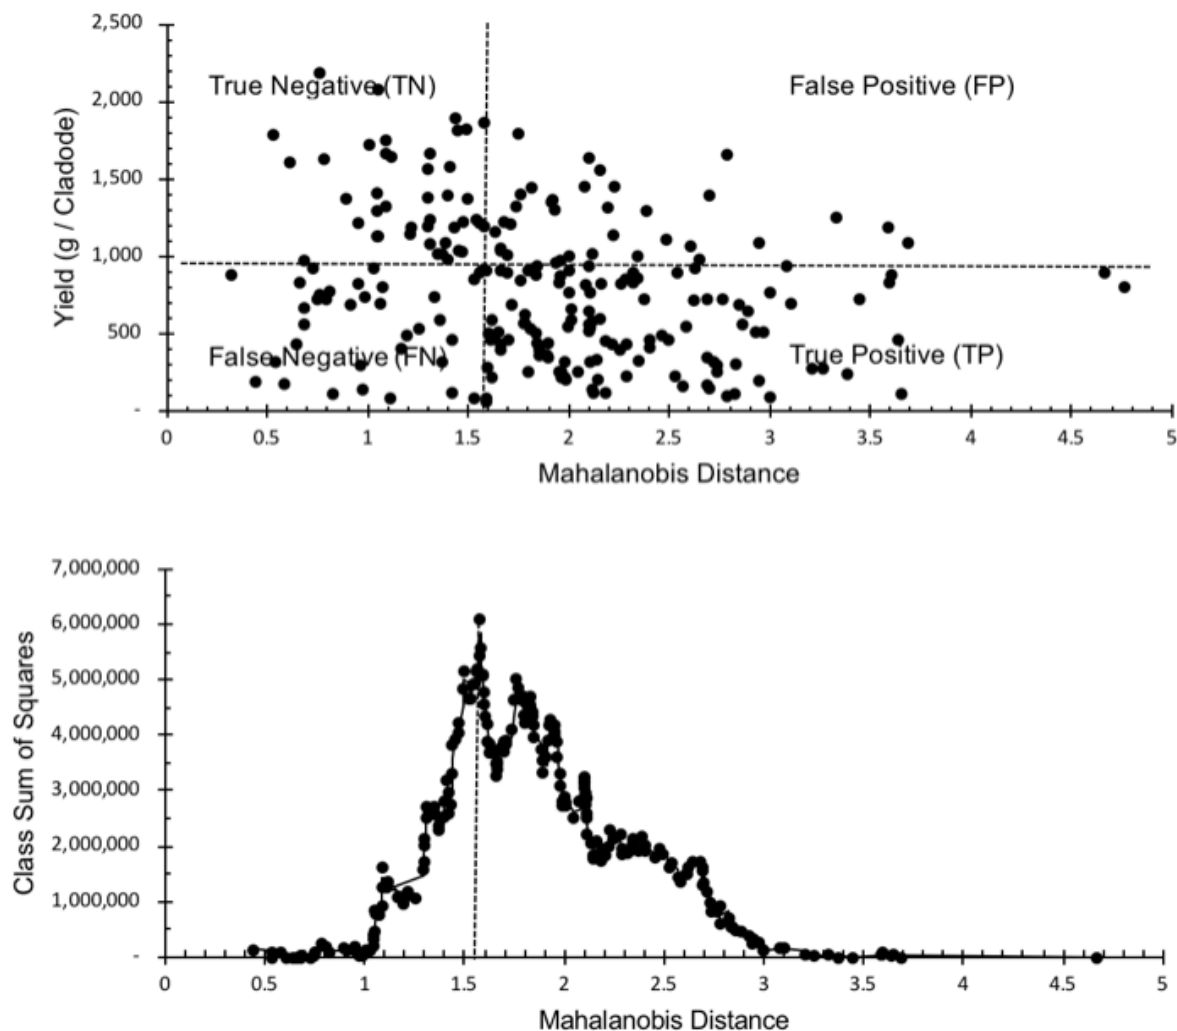 2,500
True Negative (TN)
False Positive (FP)
2,000
1,500
1,000
500
False Negative (FN)
True Positive (TP)
-
Yield (g / Cladode)
0 0.5 1 1.5 2 2.5 3 3.5 4 4.5 5
Mahalanobis Distance
7,000,000
6,000,000
5,000,000
4,000,000
3,000,000
2,000,000
1,000,000
-
Class Sum of Squares
0 0.5 1 1.5 2 2.5 3 3.5 4 4.5 5
Mahalanobis Distance